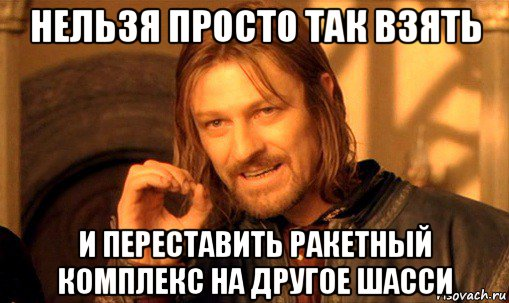 НЕЛЬЗЯ ПРОСТО ТАК ВЗЯТЬ
И ПЕРЕСТАВИТЬ РАКЕТНЫЙ
КОМПЛЕКС НА ДРУГОЕ ШАССИ
risovach.ru